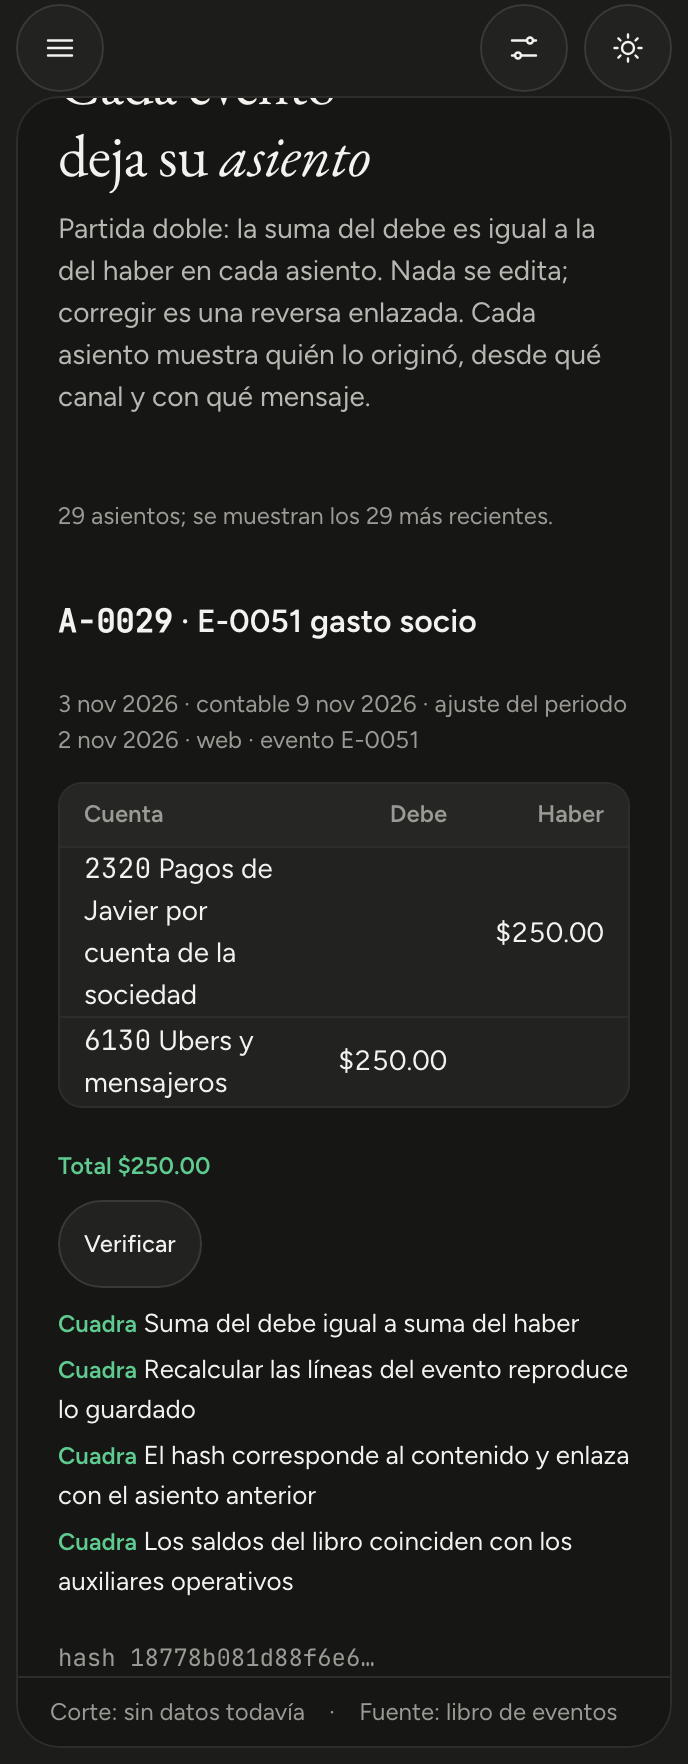 Cada evento
deja su asiento
Partida doble: la suma del debe es igual a la
del haber en cada asiento. Nada se edita;
corregir es una reversa enlazada. Cada
asiento muestra quién lo originó, desde qué
canal y con qué mensaje.
29 asientos; se muestran los 29 más recientes.
A-0029 · E-0051 gasto socio
3 nov 2026 · contable 9 nov 2026 · ajuste del periodo
2 nov 2026 · web · evento E-0051
Cuenta Debe Haber
2320 Pagos de
Javier por
cuenta de la
sociedad
$250.00
6130 Ubers y
mensajeros
$250.00
Total $250.00
Verificar
Cuadra Suma del debe igual a suma del haber
Cuadra Recalcular las líneas del evento reproduce
lo guardado
Cuadra El hash corresponde al contenido y enlaza
con el asiento anterior
Cuadra Los saldos del libro coinciden con los
auxiliares operativos
hash 18778b081d88f6e6…
Corte: sin datos todavía · Fuente: libro de eventos